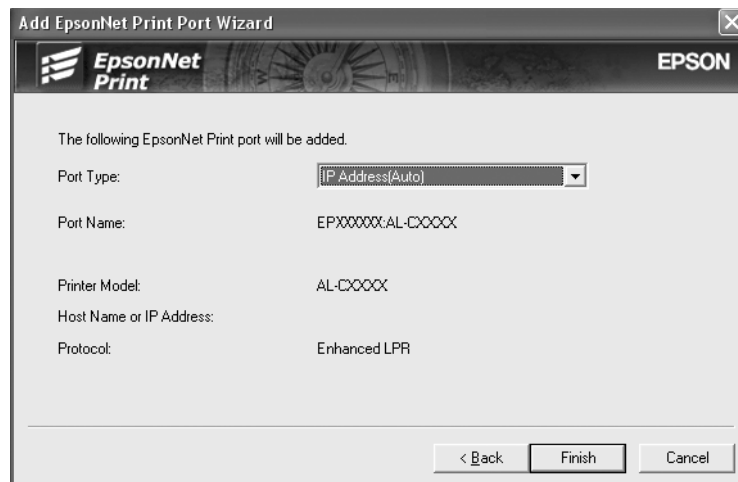 Add EpsonNet Print Port Wizard
EpsonNet
Print
EPSON
The following EpsonNet Print port will be added.
Port Type: IP Address(Auto)
Port Name: EPXXXXXX:AL-CXXXX
Printer Model: AL-CXXXX
Host Name or IP Address:
Protocol: Enhanced LPR
< Back Finish Cancel